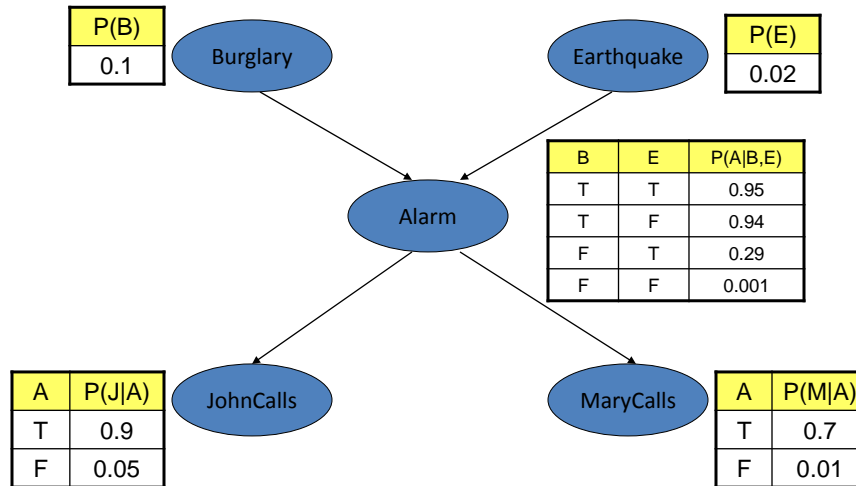 P(B)
0.1
Burglary
Earthquake
P(E)
0.02
B E P(A|B,E)
T T 0.95
T F 0.94
F T 0.29
F F 0.001
Alarm
A P(J|A)
T 0.9
F 0.05
JohnCalls
MaryCalls
A P(M|A)
T 0.7
F 0.01